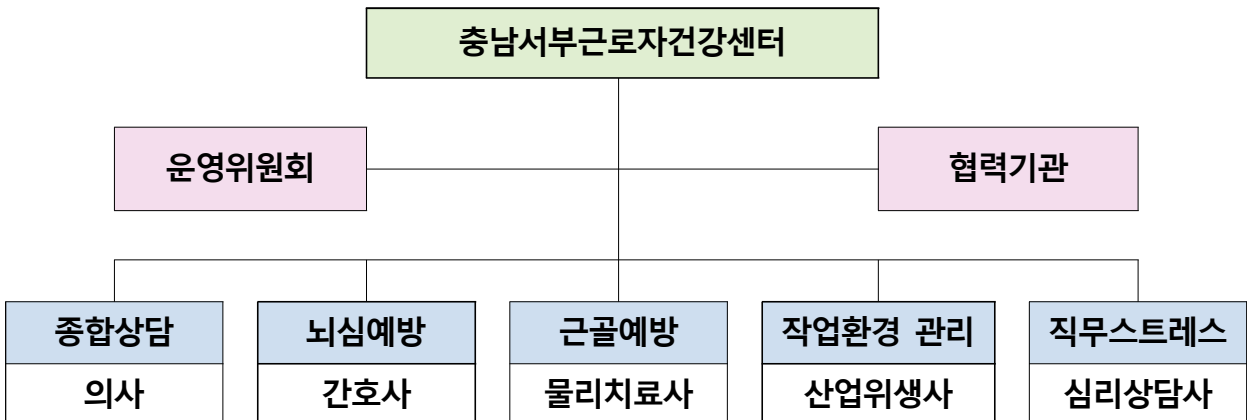 충남서부근로자건강센터
운영위원회
협력기관
종합상담
뇌심예방
근골예방
작업환경 관리
직무스트레스
의사
간호사
물리치료사
산업위생사
심리상담사